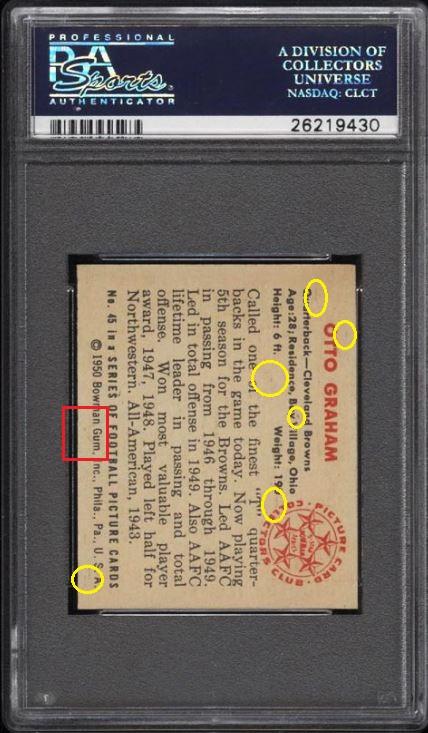 PROFESSIONAL
PSA
Sports
AUTHENTICATOR
A DIVISION OF
COLLECTORS
UNIVERSE
NASDAQ: CLCT
26219430
OTTO GRAHAM
Quarterback—Cleveland Browns
Age: 28; Residence, Ohio
Height: 6 ft. Weight:
Called one of the finest "T" quarter-
backs in the game today. Now playing
5th season for the Browns. Led AAFC
in passing from 1946 through 1949.
Led in total offense in 1949. Also AAFC
lifetime leader in passing and total
offense. Won most valuable player
award, 1947, 1948. Played left half for
Northwestern. All-American, 1943.
No. 45 in a SERIES OF FOOTBALL PICTURE CARDS
© 1950 Bowman Gum, Inc., Phila., Pa., U. S. A.
PICTURE CARD
CLUB